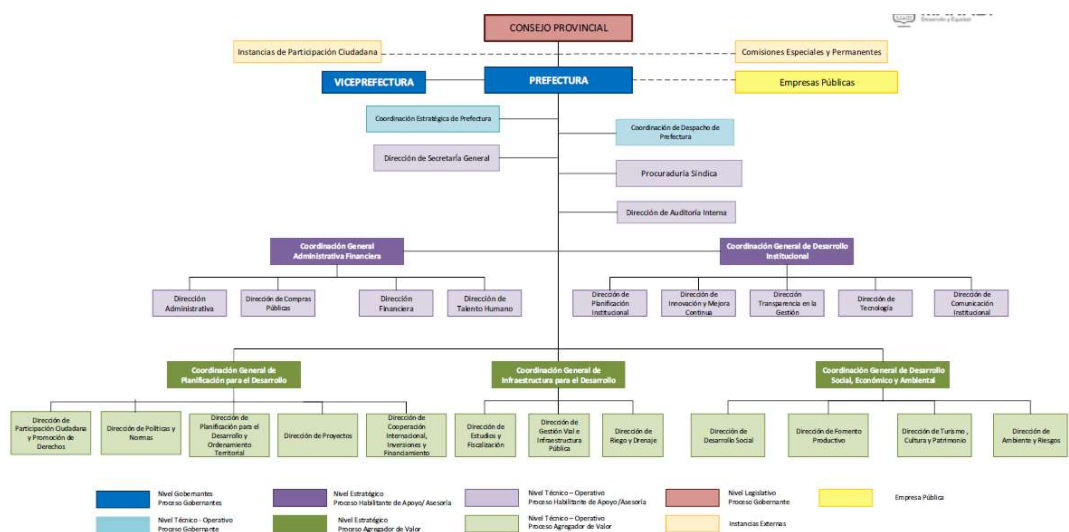 Desarrollo y Equidad
CONSEJO PROVINCIAL
Instancias de Participación Ciudadana
Comisiones Especiales y Permanentes
VICEPREFECTURA
PREFECTURA
Empresas Públicas
Coordinación Estratégica de Prefectura
Coordinación de Despacho de
Prefectura
Dirección de Secretaría General
Procuraduría Síndica
Dirección de Auditoría Interna
Coordinación General
Administrativa Financiera
Coordinación General de Desarrollo
Institucional
Dirección
Administrativa
Dirección de Compras
Públicas
Dirección
Financiera
Dirección de
Talento Humano
Dirección de
Planificación
Institucional
Dirección de
Innovación y Mejora
Continua
Dirección
Transparencia en la
Gestión
Dirección de
Tecnología
Dirección de
Comunicación
Institucional
Coordinación General de
Planificación para el Desarrollo
Coordinación General de
Infraestructura para el Desarrollo
Coordinación General de Desarrollo
Social, Económico y Ambiental
Dirección de
Participación Ciudadana
y Promoción de
Derechos
Dirección de Políticas y
Normas
Dirección de
Planificación para el
Desarrollo y
Ordenamiento
Territorial
Dirección de Proyectos
Dirección de
Cooperación
Internacional,
Inversiones y
Financiamiento
Dirección de
Estudios y
Fiscalización
Dirección de
Gestión Vial e
Infraestructura
Pública
Dirección de
Riego y Drenaje
Dirección de
Desarrollo Social
Dirección de Fomento
Productivo
Dirección de Turismo ,
Cultura y Patrimonio
Dirección de
Ambiente y Riesgos
Nivel Gobernantes
Proceso Gobernantes
Nivel Estratégico
Proceso Habilitante de Apoyo/ Asesoría
Nivel Técnico – Operativo
Proceso Habilitante de Apoyo/Asesoría
Nivel Legislativo
Proceso Gobernante
Empresa Pública
Nivel Técnico - Operativo
Proceso Gobernante
Nivel Estratégico
Proceso Agregador de Valor
Nivel Técnico – Operativo
Proceso Agregador de Valor
Instancias Externas